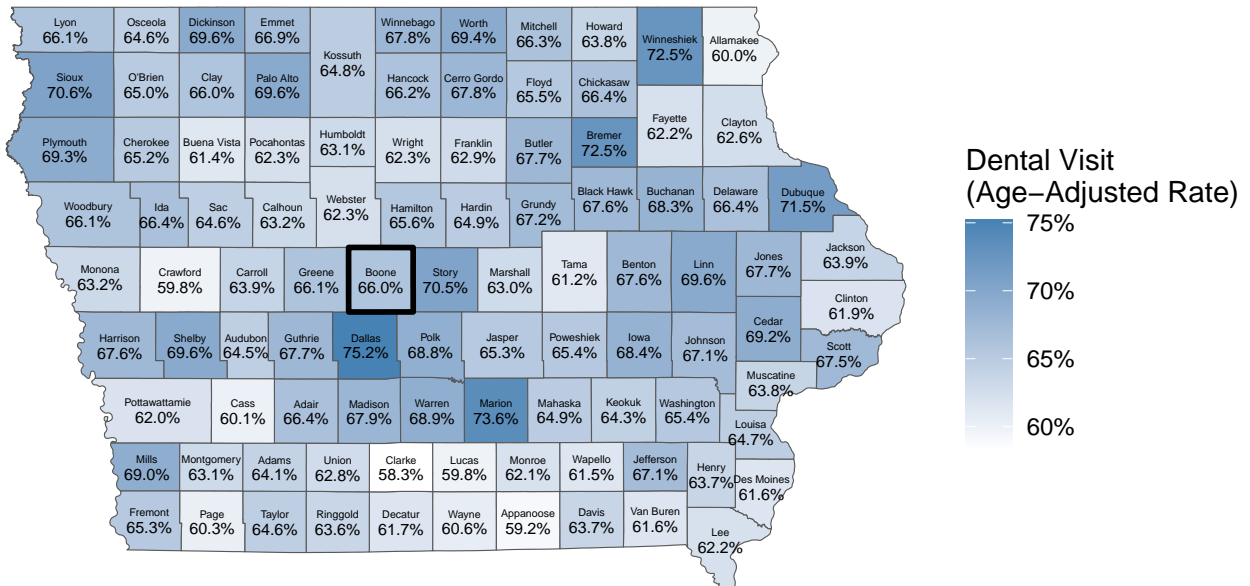 Lyon
66.1%
Osceola
64.6%
Dickinson
69.6%
Emmet
66.9%
Kossuth
64.8%
Winnebago
67.8%
Worth
69.4%
Mitchell
66.3%
Howard
63.8%
Winneshiek
72.5%
Allamakee
60.0%
Sioux
70.6%
O'Brien
65.0%
Clay
66.0%
Palo Alto
69.6%
Hancock
66.2%
Cerro Gordo
67.8%
Floyd
65.5%
Chickasaw
66.4%
Fayette
62.2%
Clayton
62.6%
Plymouth
69.3%
Cherokee
65.2%
Buena Vista
61.4%
Pocahontas
62.3%
Humboldt
63.1%
Wright
62.3%
Franklin
62.9%
Butler
67.7%
Bremer
72.5%
Woodbury
66.1%
Ida
66.4%
Sac
64.6%
Calhoun
63.2%
Webster
62.3%
Hamilton
65.6%
Hardin
64.9%
Grundy
67.2%
Black Hawk
67.6%
Buchanan
68.3%
Delaware
66.4%
Dubuque
71.5%
Monona
63.2%
Crawford
59.8%
Carroll
63.9%
Greene
66.1%
Boone
66.0%
Story
70.5%
Marshall
63.0%
Tama
61.2%
Benton
67.6%
Linn
69.6%
Jones
67.7%
Jackson
63.9%
Clinton
61.9%
Harrison
67.6%
Shelby
69.6%
Audubon
64.5%
Guthrie
67.7%
Dallas
75.2%
Polk
68.8%
Jasper
65.3%
Poweshiek
65.4%
Iowa
68.4%
Johnson
67.1%
Cedar
69.2%
Scott
67.5%
Muscatine
63.8%
Pottawattamie
62.0%
Cass
60.1%
Adair
66.4%
Madison
67.9%
Warren
68.9%
Marion
73.6%
Mahaska
64.9%
Keokuk
64.3%
Washington
65.4%
Louisa
64.7%
Mills
69.0%
Montgomery
63.1%
Adams
64.1%
Union
62.8%
Clarke
58.3%
Lucas
59.8%
Monroe
62.1%
Wapello
61.5%
Jefferson
67.1%
Henry
63.7%
Des Moines
61.6%
Fremont
65.3%
Page
60.3%
Taylor
64.6%
Ringgold
63.6%
Decatur
61.7%
Wayne
60.6%
Appanoose
59.2%
Davis
63.7%
Van Buren
61.6%
Lee
62.2%
Dental Visit
(Age−Adjusted Rate)
75%
70%
65%
60%